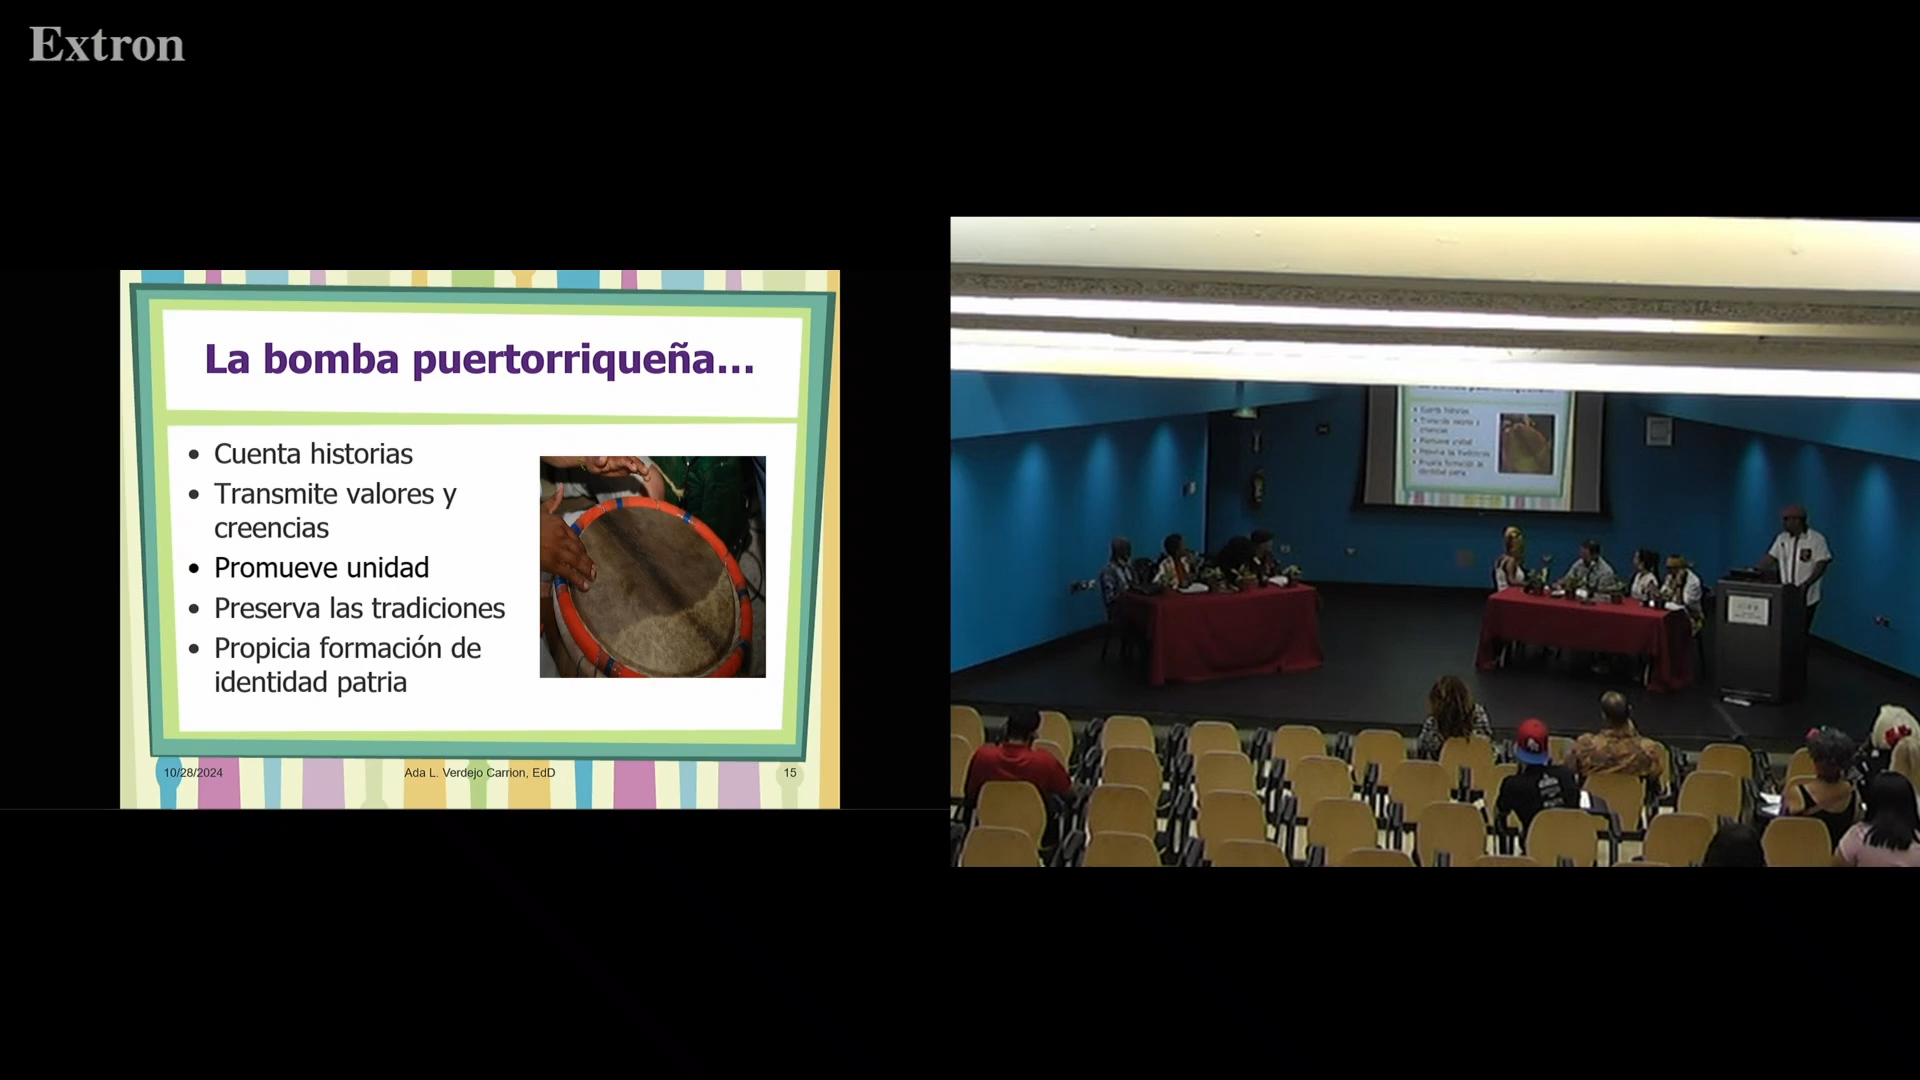 Extron
La bomba puertorriqueña...
• Cuenta historias
• Transmite valores y
creencias
• Promueve unidad
• Preserva las tradiciones
• Propicia formación de
identidad patria
10/28/2024
Ada L. Verdejo Carrion, EdD
15